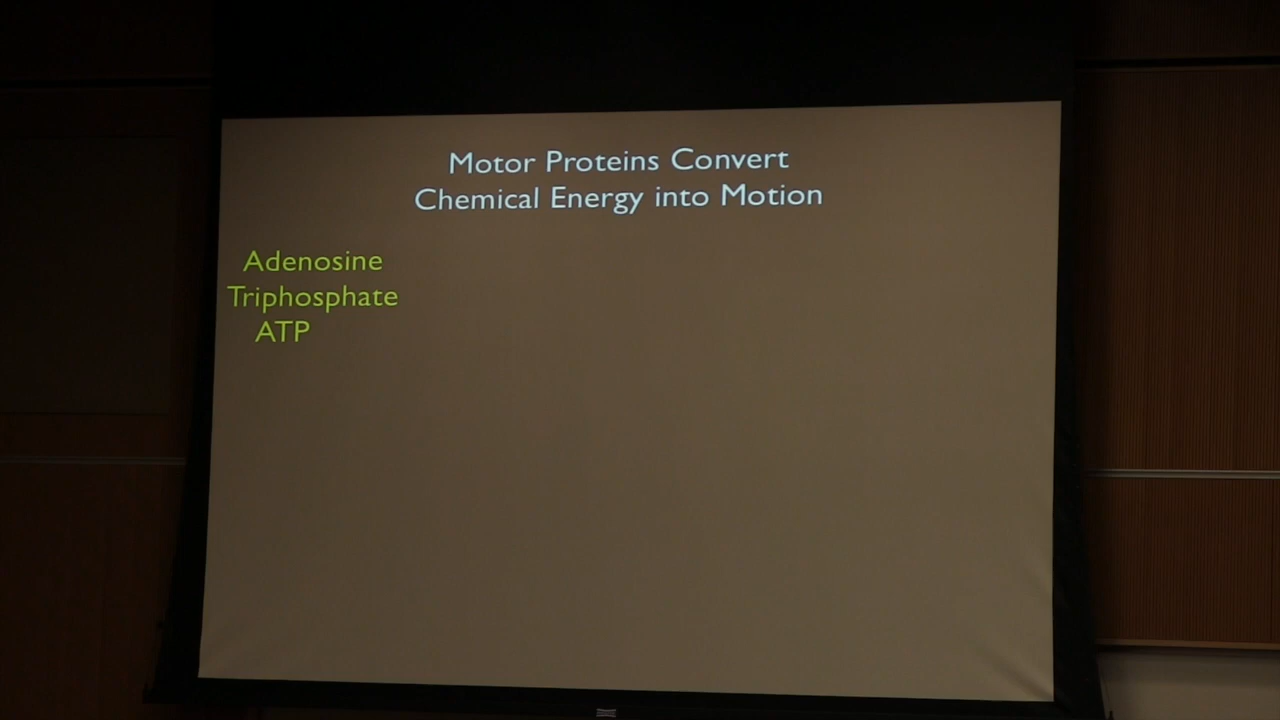 Motor Proteins Convert
Chemical Energy into Motion
Adenosine
Triphosphate
ATP